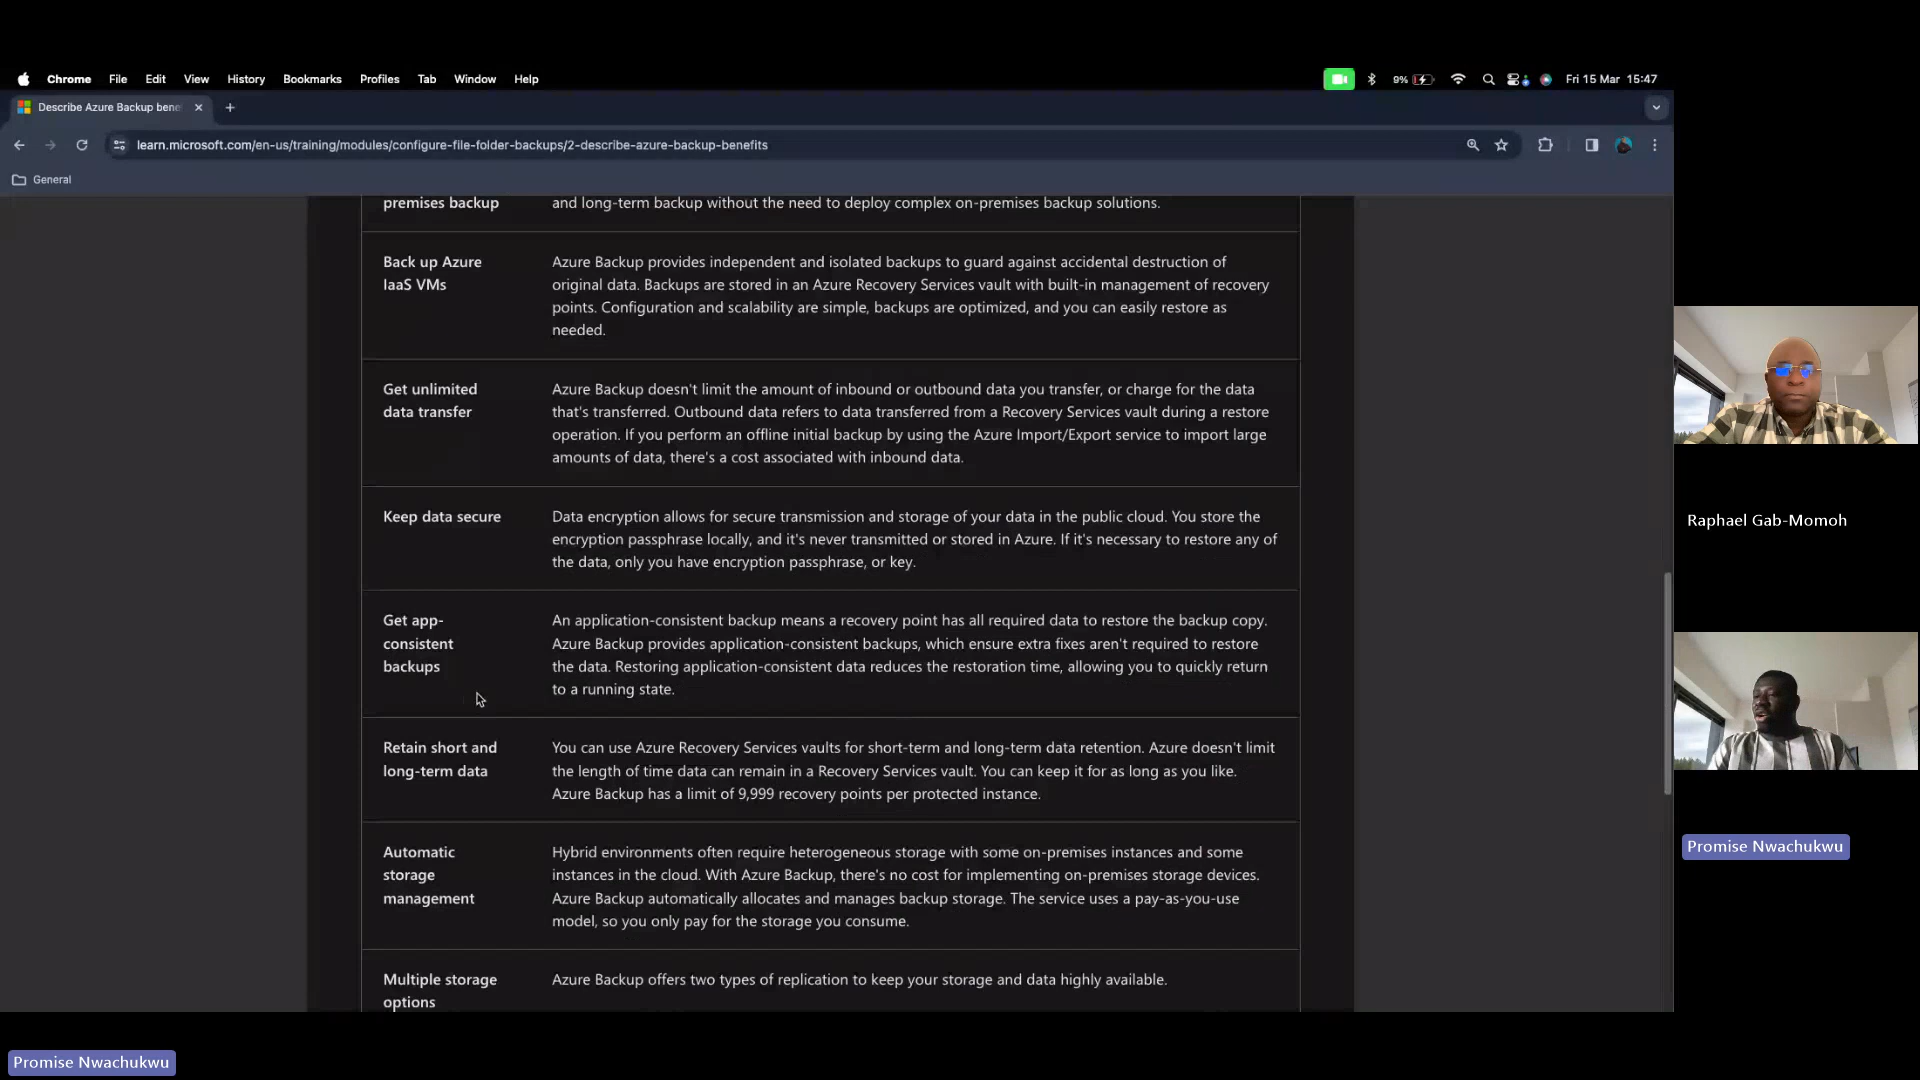 Chrome File Edit View History Bookmarks Profiles Tab Window Help
9% Fri 15 Mar 15:47
Describe Azure Backup bene
learn.microsoft.com/en-us/training/modules/configure-file-folder-backups/2-describe-azure-backup-benefits
General
premises backup
and long-term backup without the need to deploy complex on-premises backup solutions.
Back up Azure
IaaS VMs
Azure Backup provides independent and isolated backups to guard against accidental destruction of
original data. Backups are stored in an Azure Recovery Services vault with built-in management of recovery
points. Configuration and scalability are simple, backups are optimized, and you can easily restore as
needed.
Get unlimited
data transfer
Azure Backup doesn't limit the amount of inbound or outbound data you transfer, or charge for the data
that's transferred. Outbound data refers to data transferred from a Recovery Services vault during a restore
operation. If you perform an offline initial backup by using the Azure Import/Export service to import large
amounts of data, there's a cost associated with inbound data.
Keep data secure
Data encryption allows for secure transmission and storage of your data in the public cloud. You store the
encryption passphrase locally, and it's never transmitted or stored in Azure. If it's necessary to restore any of
the data, only you have encryption passphrase, or key.
Get app-
consistent
backups
An application-consistent backup means a recovery point has all required data to restore the backup copy.
Azure Backup provides application-consistent backups, which ensure extra fixes aren't required to restore
the data. Restoring application-consistent data reduces the restoration time, allowing you to quickly return
to a running state.
Retain short and
long-term data
You can use Azure Recovery Services vaults for short-term and long-term data retention. Azure doesn't limit
the length of time data can remain in a Recovery Services vault. You can keep it for as long as you like.
Azure Backup has a limit of 9,999 recovery points per protected instance.
Automatic
storage
management
Hybrid environments often require heterogeneous storage with some on-premises instances and some
instances in the cloud. With Azure Backup, there's no cost for implementing on-premises storage devices.
Azure Backup automatically allocates and manages backup storage. The service uses a pay-as-you-use
model, so you only pay for the storage you consume.
Multiple storage
options
Azure Backup offers two types of replication to keep your storage and data highly available.
Raphael Gab-Momoh
Promise Nwachukwu
Promise Nwachukwu